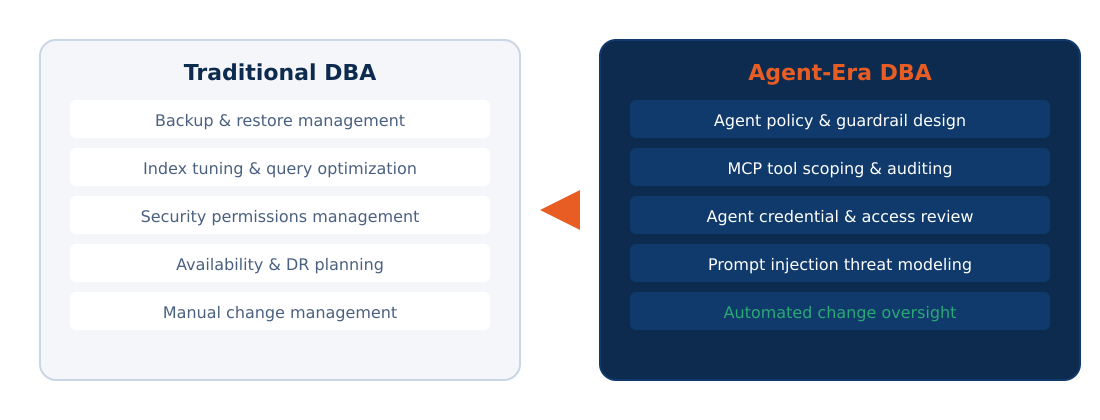 Traditional DBA
Backup & restore management
Index tuning & query optimization
Security permissions management
Availability & DR planning
Manual change management
Agent-Era DBA
Agent policy & guardrail design
MCP tool scoping & auditing
Agent credential & access review
Prompt injection threat modeling
Automated change oversight